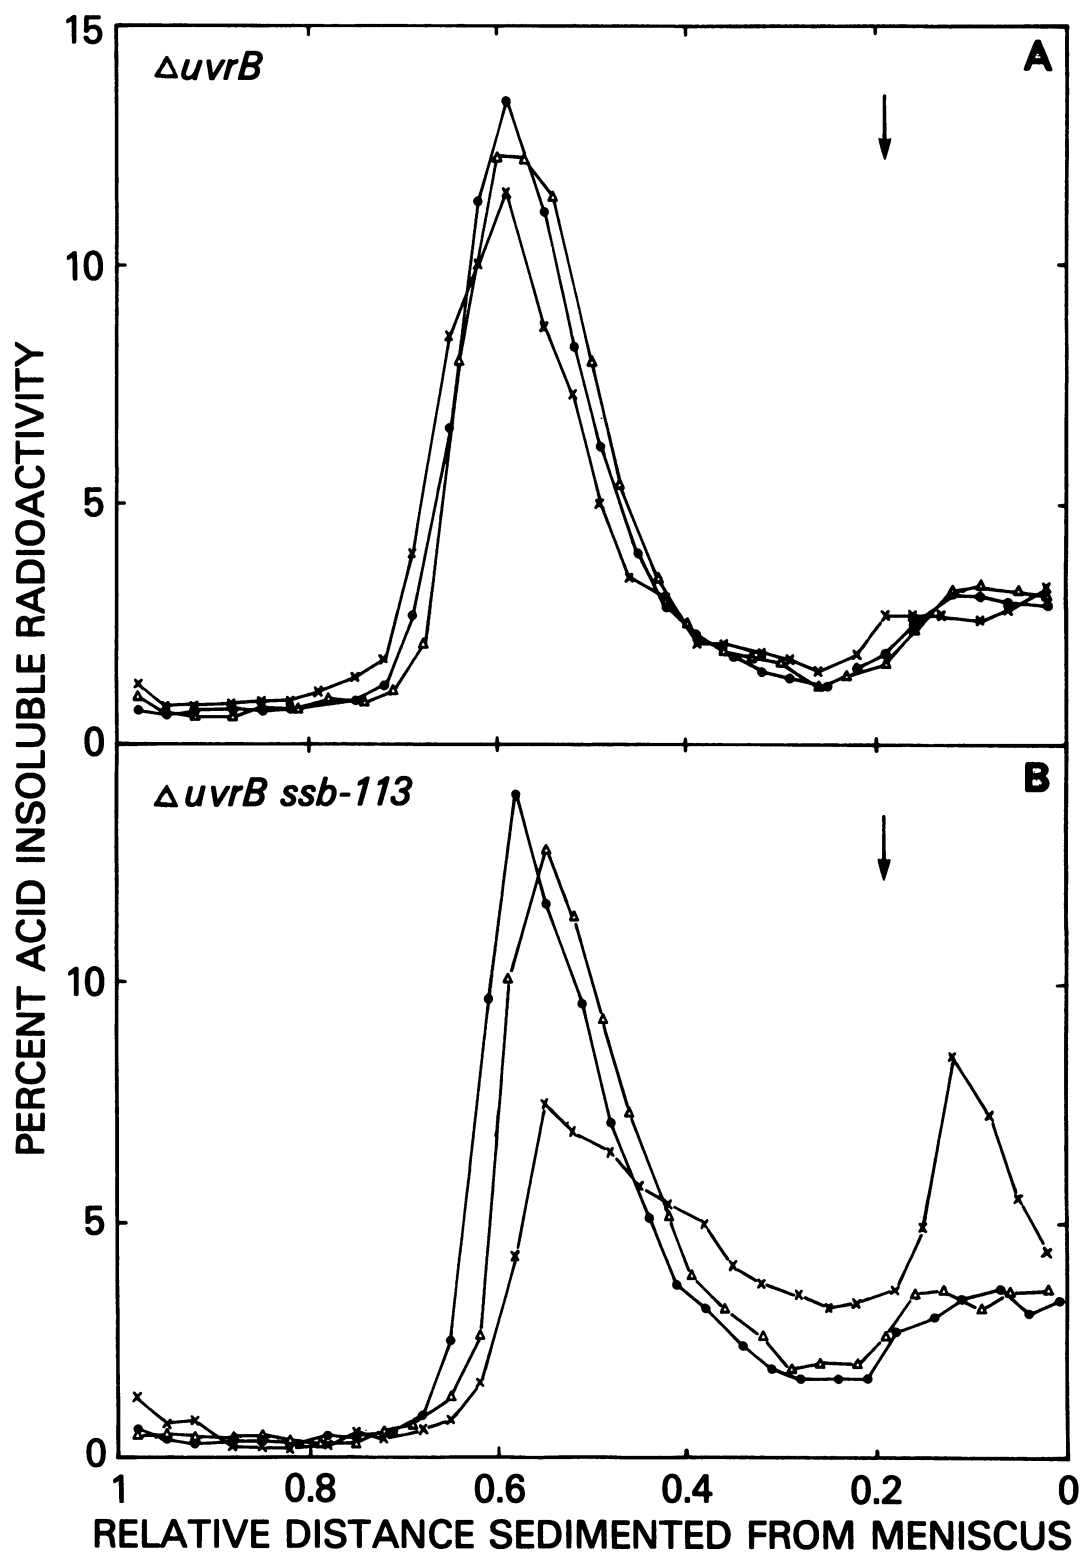 15
ΔuvrB
A
10
5
0
PERCENT ACID INSOLUBLE RADIOACTIVITY
ΔuvrB ssb-113
B
10
5
0
1 0.8 0.6 0.4 0.2 0
RELATIVE DISTANCE SEDIMENTED FROM MENISCUS